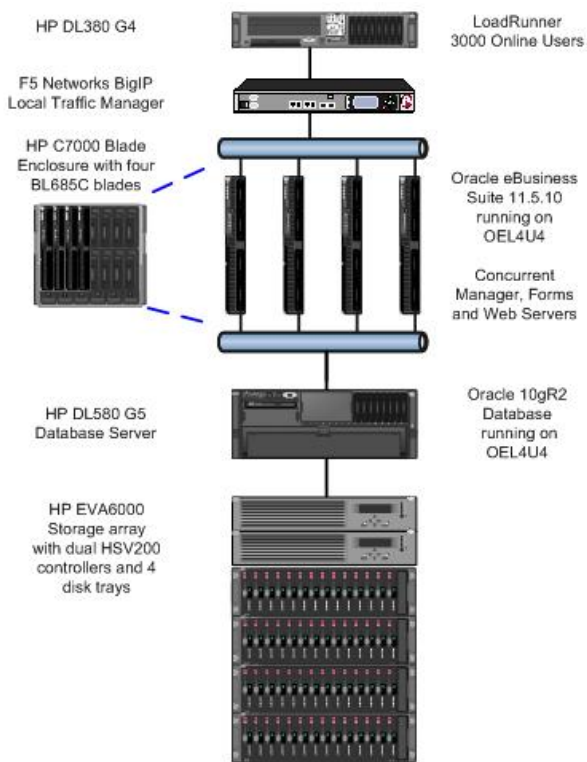 HP DL380 G4
LoadRunner
3000 Online Users
F5 Networks BigIP
Local Traffic Manager
HP C7000 Blade
Enclosure with four
BL685C blades
Oracle eBusiness
Suite 11.5.10
running on
OEL4U4
Concurrent
Manager, Forms
and Web Servers
HP DL580 G5
Database Server
Oracle 10gR2
Database
running on
OEL4U4
HP EVA6000
Storage array
with dual HSV200
controllers and 4
disk trays